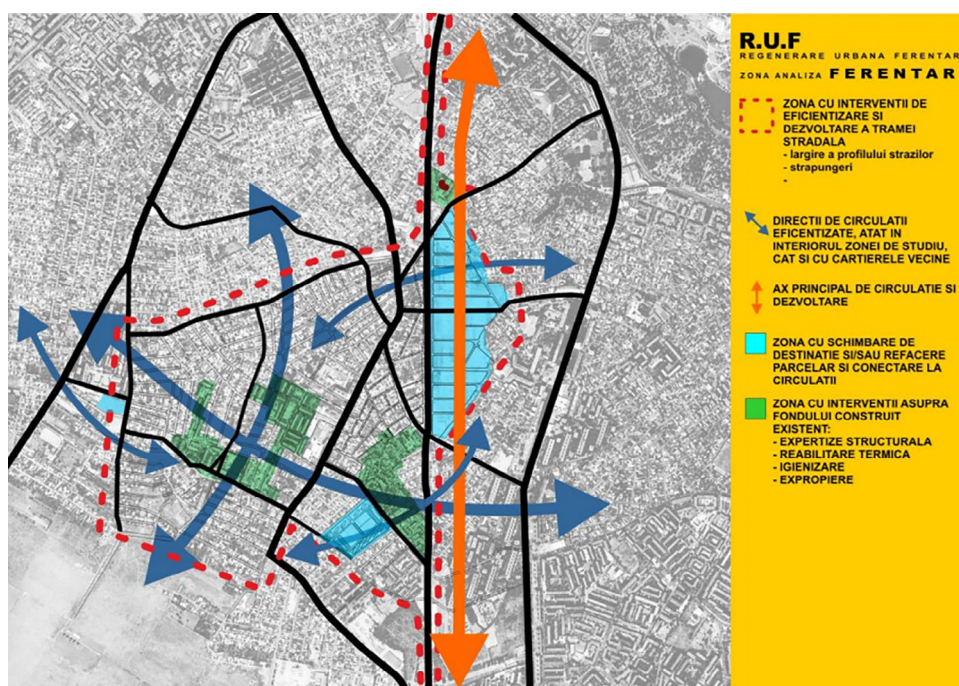 R.U.F
REGENERARE URBANA FERENTAR
ZONA ANALIZA FERENTAR
ZONA CU INTERVENTII DE
EFICIENTIZARE SI
DEZVOLTARE A TRAMEI
STRADALA
- largire a profilului strazilor
- strapungeri
-
DIRECTII DE CIRCULATII
EFICENTIZATE, ATAT IN
INTERIORUL ZONEI DE STUDIU,
CAT SI CU CARTIERELE VECINE
AX PRINCIPAL DE CIRCULATIE SI
DEZVOLTARE
ZONA CU SCHIMBARE DE
DESTINATIE SI/SAU REFACERE
PARCELAR SI CONECTARE LA
CIRCULATII
ZONA CU INTERVENTII ASUPRA
FONDULUI CONSTRUIT
EXISTENT:
- EXPERTIZE STRUCTURALA
- REABILITARE TERMICA
- IGIENIZARE
- EXPROPIERE